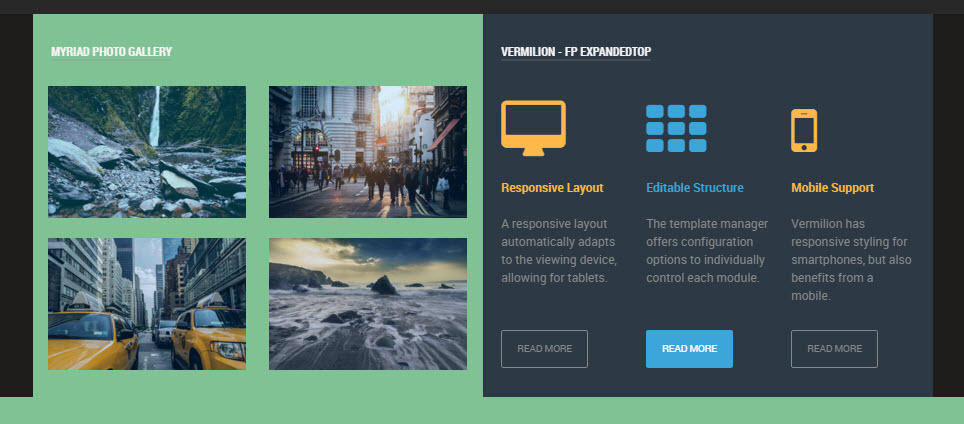 MYRIAD PHOTO GALLERY
VERMILION - FP EXPANDEDTOP
Responsive Layout
A responsive layout
automatically adapts
to the viewing device,
allowing for tablets.
READ MORE
Editable Structure
The template manager
offers configuration
options to individually
control each module.
READ MORE
Mobile Support
Vermilion has
responsive styling for
smartphones, but also
benefits from a
mobile.
READ MORE